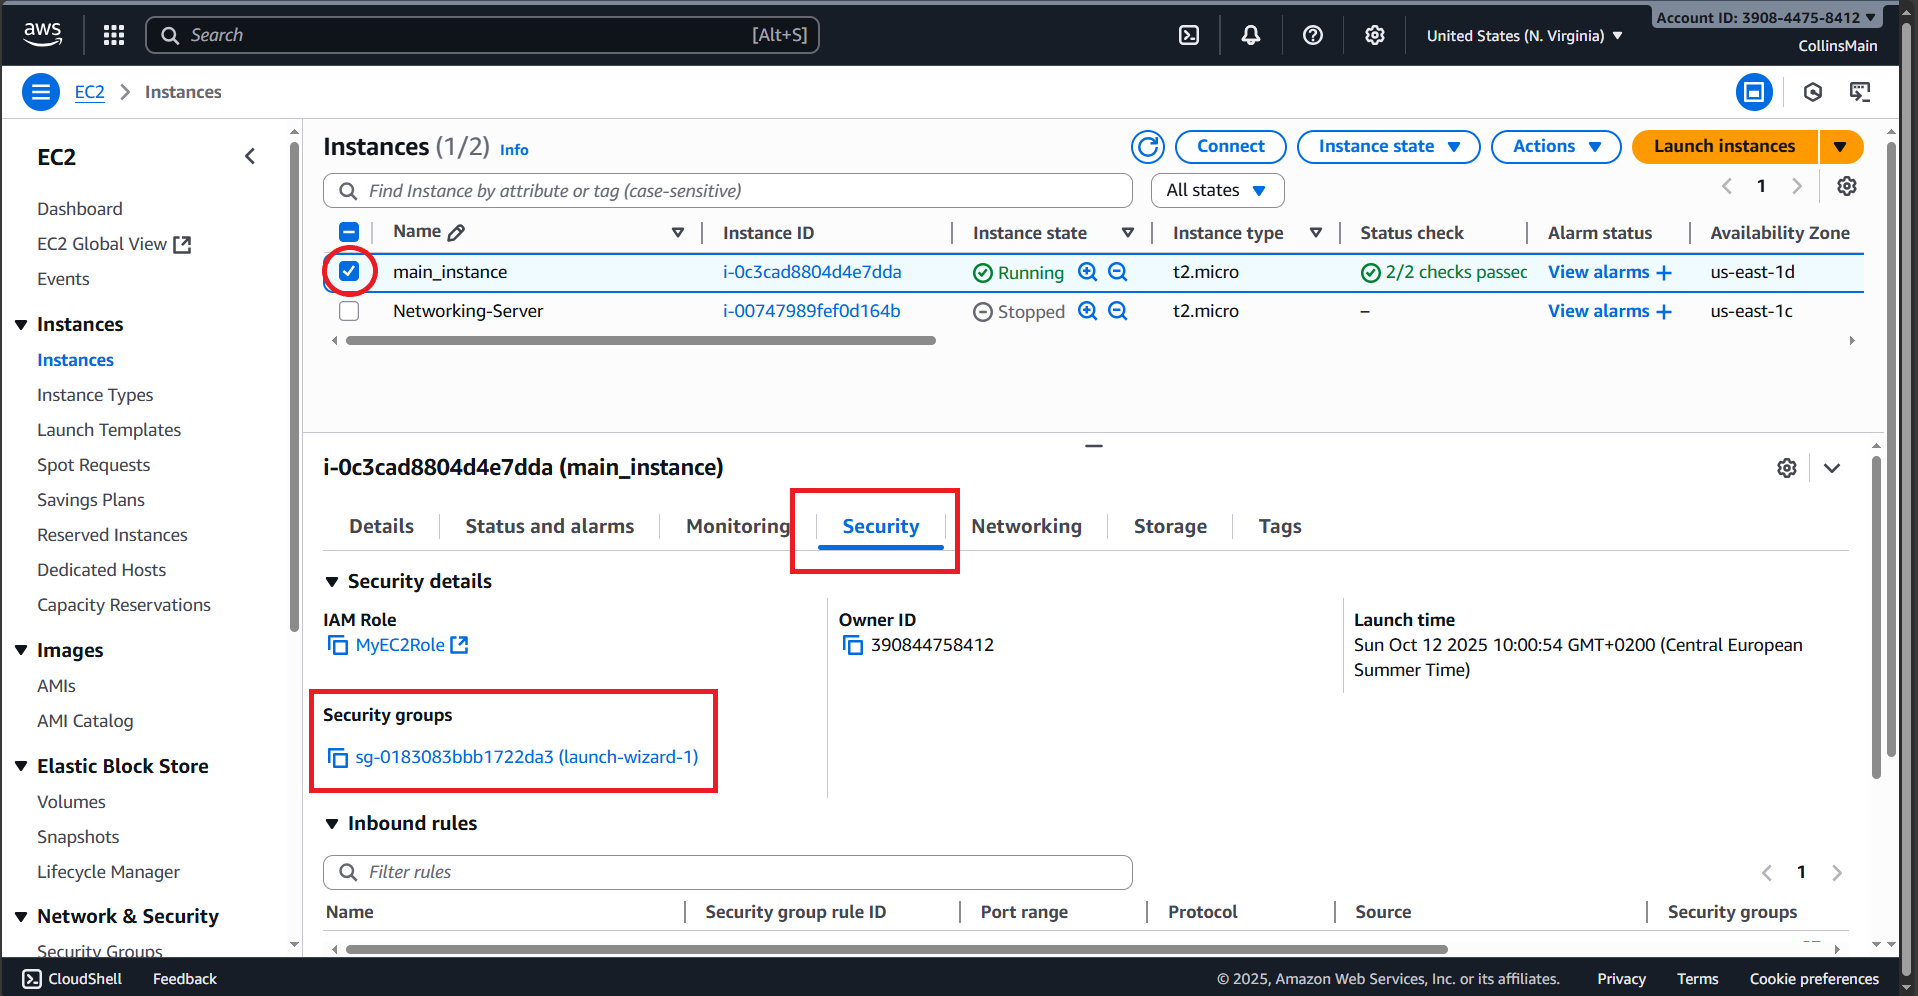 aws
Search [Alt+S]
United States (N. Virginia)
Account ID: 3908-4475-8412
CollinsMain
EC2 Instances
EC2
Dashboard
EC2 Global View
Events
Instances
Instances
Instance Types
Launch Templates
Spot Requests
Savings Plans
Reserved Instances
Dedicated Hosts
Capacity Reservations
Images
AMIs
AMI Catalog
Elastic Block Store
Volumes
Snapshots
Lifecycle Manager
Network & Security
Security Groups
Instances (1/2) Info
Connect Instance state Actions Launch instances
Find Instance by attribute or tag (case-sensitive) All states 1
Name Instance ID Instance state Instance type Status check Alarm status Availability Zone
main_instance i-0c3cad8804d4e7dda Running t2.micro 2/2 checks passec View alarms + us-east-1d
Networking-Server i-00747989fef0d164b Stopped t2.micro – View alarms + us-east-1c
i-0c3cad8804d4e7dda (main_instance)
Details Status and alarms Monitoring Security Networking Storage Tags
Security details
IAM Role
MyEC2Role
Owner ID
390844758412
Launch time
Sun Oct 12 2025 10:00:54 GMT+0200 (Central European
Summer Time)
Security groups
sg-0183083bbb1722da3 (launch-wizard-1)
Inbound rules
Filter rules 1
Name Security group rule ID Port range Protocol Source Security groups
CloudShell Feedback © 2025, Amazon Web Services, Inc. or its affiliates. Privacy Terms Cookie preferences